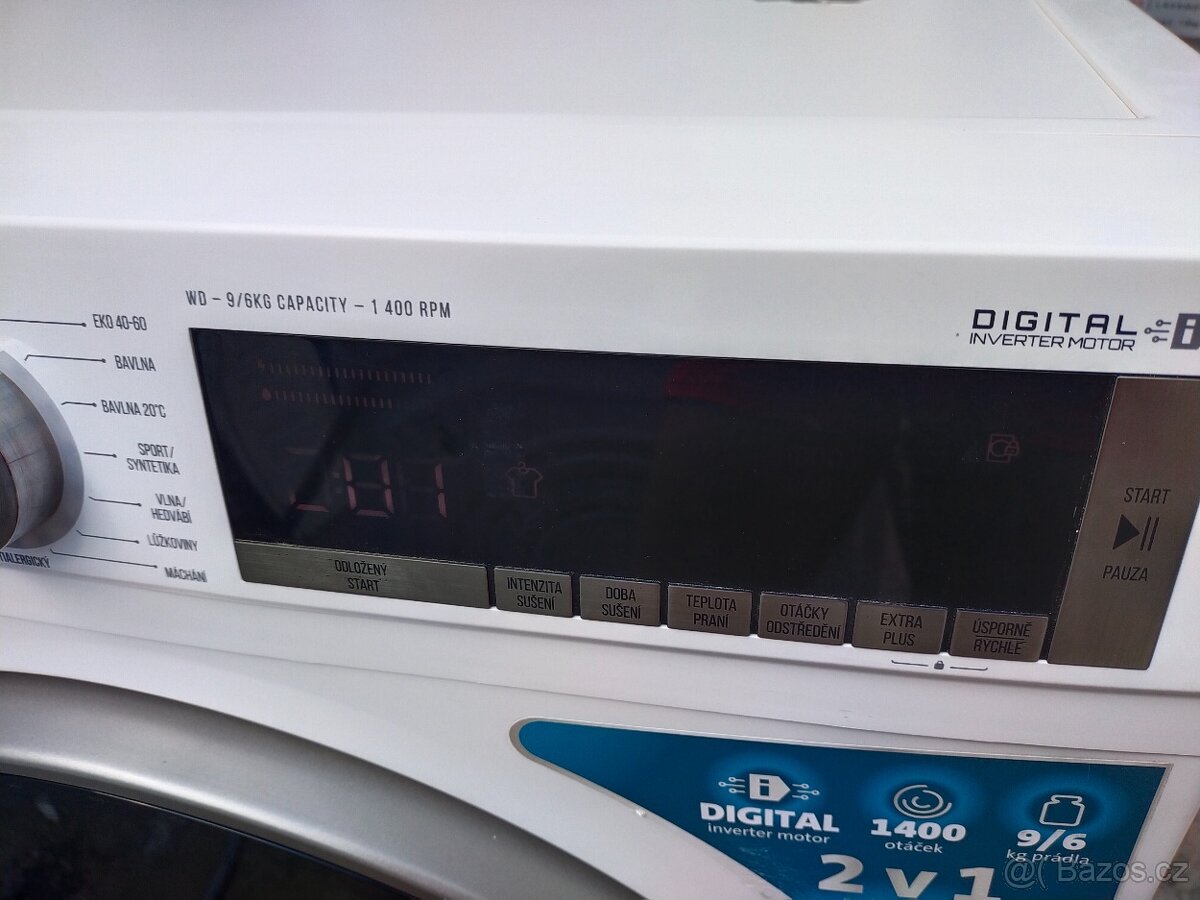 WD – 9/6KG CAPACITY – 1 400 RPM
DIGITAL
INVERTER MOTOR
EKO 40-60
BAVLNA
BAVLNA 20°C
SPORT/
SYNTETIKA
VLNA/
HEDVÁBÍ
LŮŽKOVINY
MÁCHÁNÍ
ODLOŽENÝ
START
INTENZITA
SUŠENÍ
DOBA
SUŠENÍ
TEPLOTA
PRANÍ
OTÁČKY
ODSTŘEDĚNÍ
EXTRA
PLUS
ÚSPORNĚ
RYCHLE
START
PAUZA
DIGITAL
inverter motor
1400
otáček
9/6
kg prádla
2 v 1
Bazos.cz